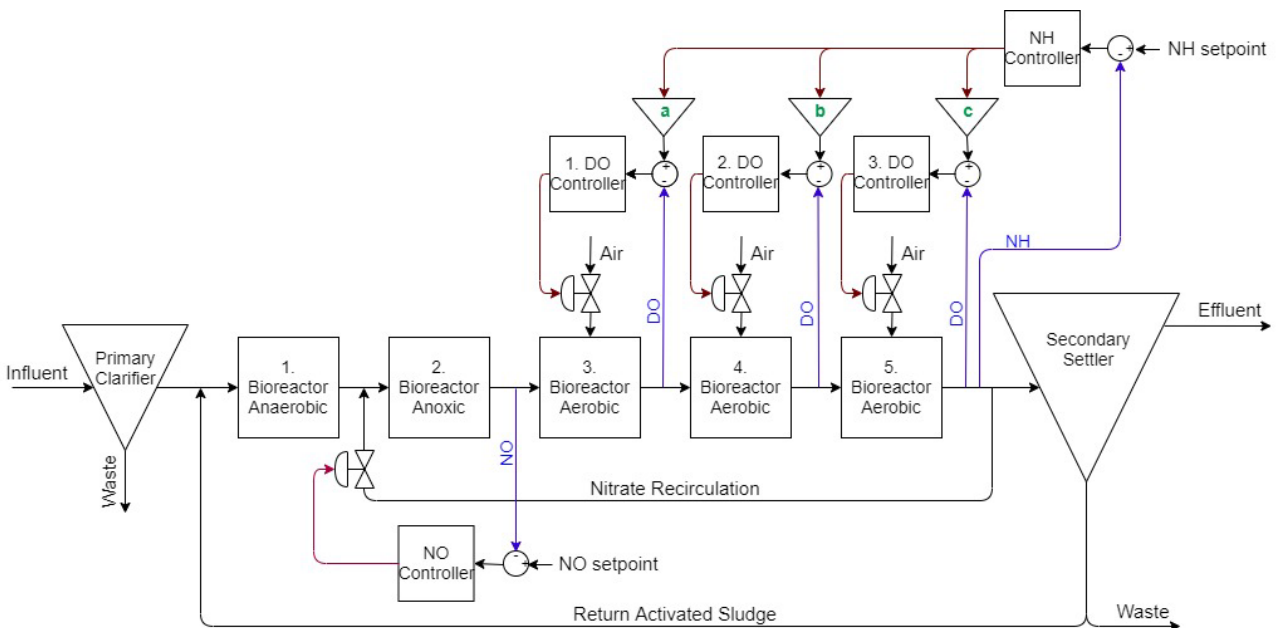 NH
Controller
NH setpoint
+
-
a
b
c
1. DO
Controller
+
-
2. DO
Controller
+
-
3. DO
Controller
+
-
NH
Air
Air
Air
DO
DO
DO
Influent
Primary
Clarifier
Waste
1.
Bioreactor
Anaerobic
2.
Bioreactor
Anoxic
3.
Bioreactor
Aerobic
4.
Bioreactor
Aerobic
5.
Bioreactor
Aerobic
Secondary
Settler
Effluent
NO
Nitrate Recirculation
NO
Controller
-
+
NO setpoint
Return Activated Sludge
Waste